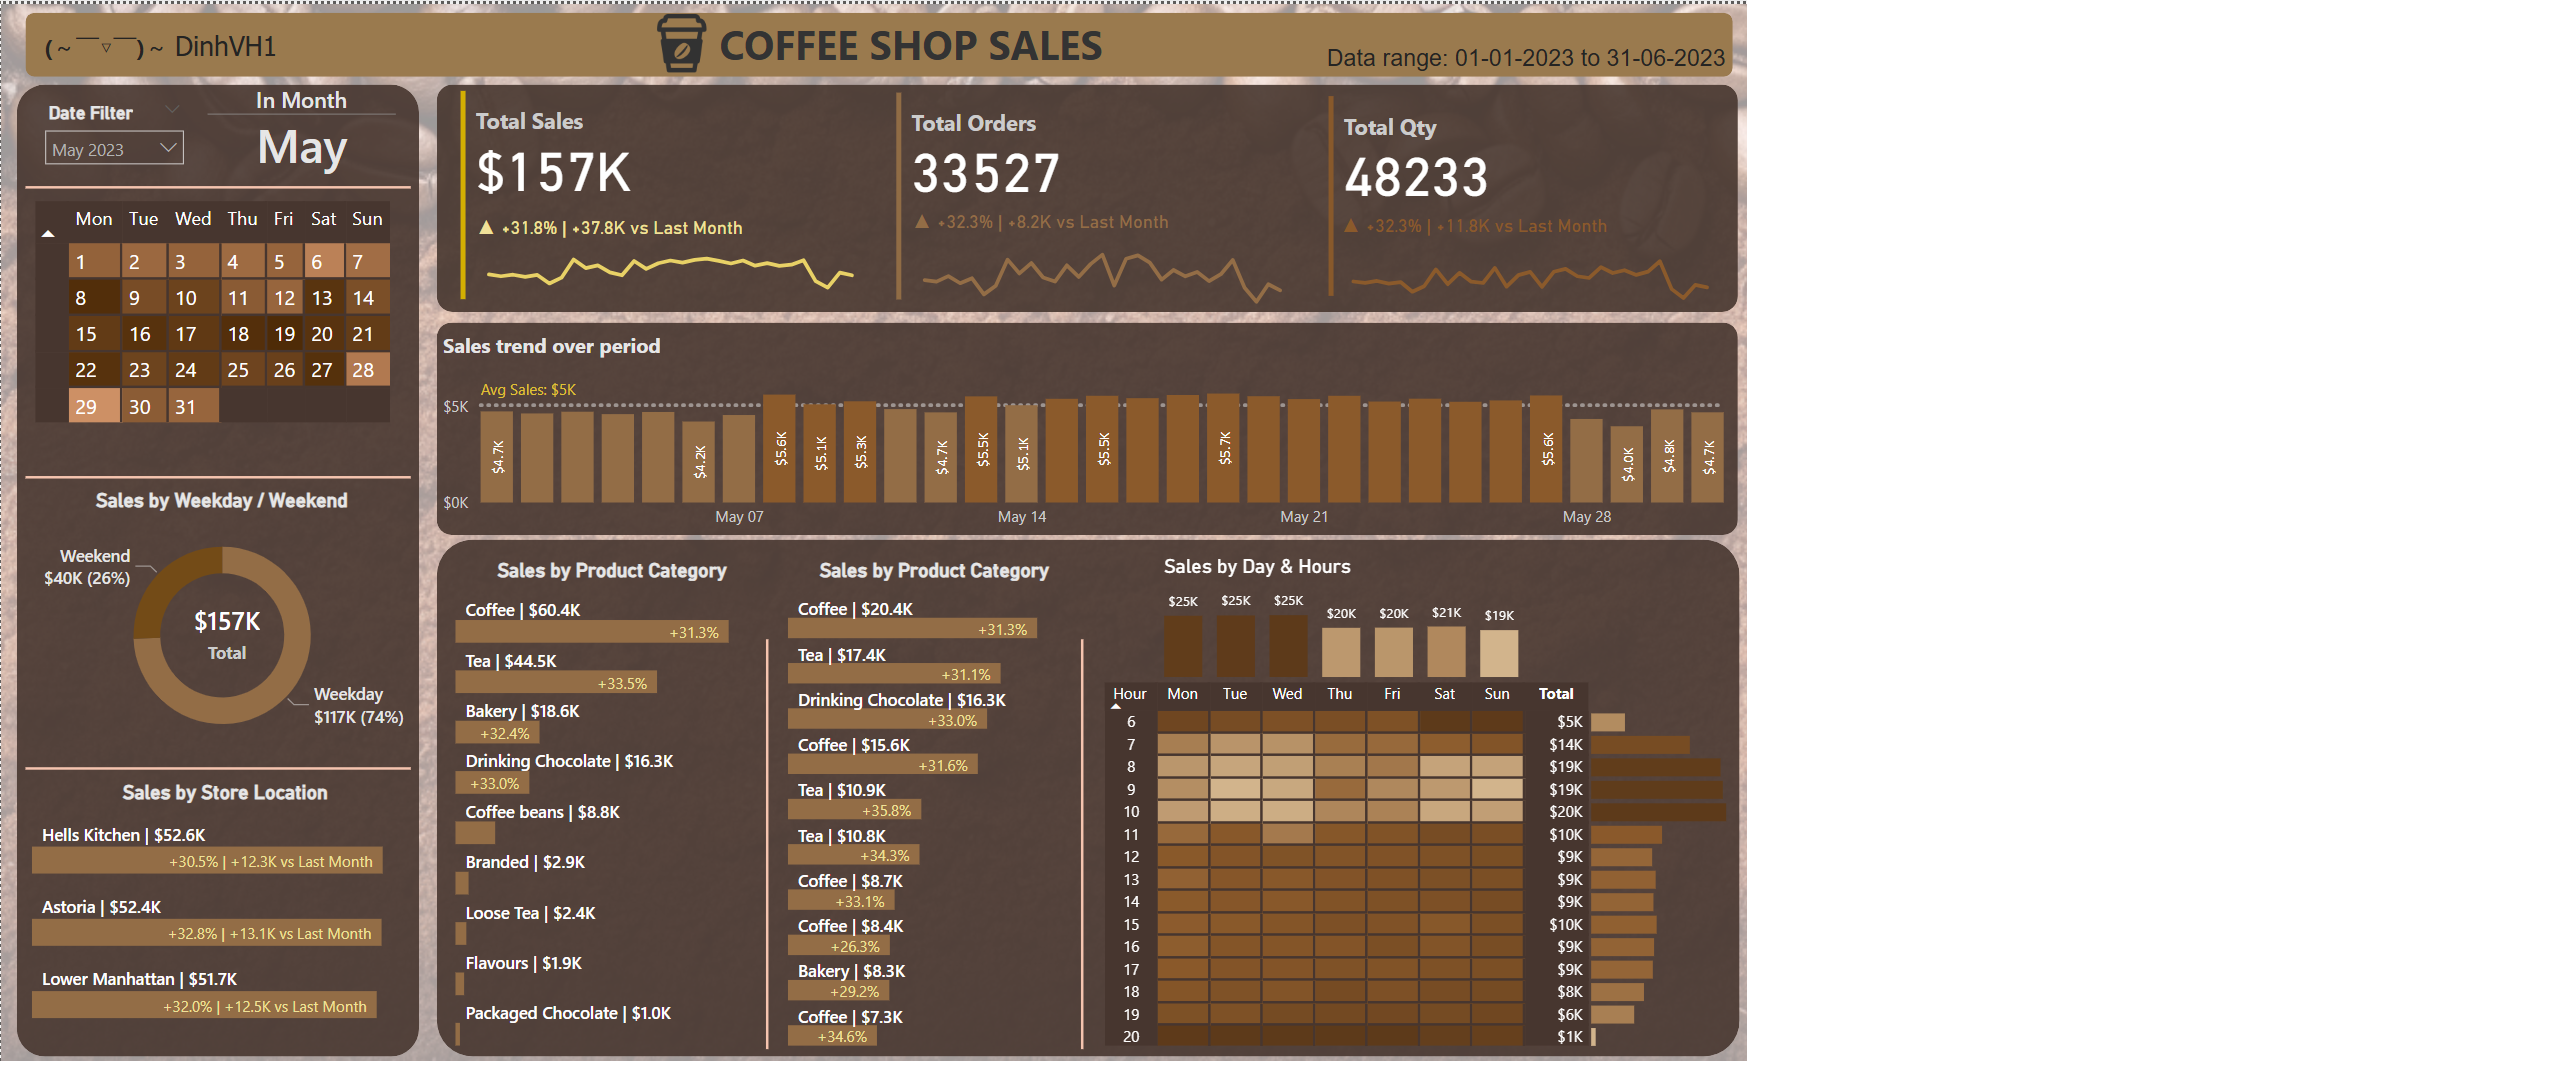 (~￣▽￣)~ DinhVH1
COFFEE SHOP SALES
Data range: 01-01-2023 to 31-06-2023
Date Filter
May 2023
In Month
May
Mon Tue Wed Thu Fri Sat Sun
1 2 3 4 5 6 7
8 9 10 11 12 13 14
15 16 17 18 19 20 21
22 23 24 25 26 27 28
29 30 31
Sales by Weekday / Weekend
Weekend
$40K (26%)
$157K
Total
Weekday
$117K (74%)
Sales by Store Location
Hells Kitchen | $52.6K
+30.5% | +12.3K vs Last Month
Astoria | $52.4K
+32.8% | +13.1K vs Last Month
Lower Manhattan | $51.7K
+32.0% | +12.5K vs Last Month
Total Sales
$157K
▲ +31.8% | +37.8K vs Last Month
Total Orders
33527
▲ +32.3% | +8.2K vs Last Month
Total Qty
48233
▲ +32.3% | +11.8K vs Last Month
Sales trend over period
Avg Sales: $5K
$5K
$4.7K $4.2K $5.6K $5.1K $5.3K $4.7K $5.5K $5.1K $5.5K $5.7K $5.6K $4.0K $4.8K $4.7K
$0K
May 07 May 14 May 21 May 28
Sales by Product Category
Coffee | $60.4K
+31.3%
Tea | $44.5K
+33.5%
Bakery | $18.6K
+32.4%
Drinking Chocolate | $16.3K
+33.0%
Coffee beans | $8.8K
Branded | $2.9K
Loose Tea | $2.4K
Flavours | $1.9K
Packaged Chocolate | $1.0K
Sales by Product Category
Coffee | $20.4K
+31.3%
Tea | $17.4K
+31.1%
Drinking Chocolate | $16.3K
+33.0%
Coffee | $15.6K
+31.6%
Tea | $10.9K
+35.8%
Tea | $10.8K
+34.3%
Coffee | $8.7K
+33.1%
Coffee | $8.4K
+26.3%
Bakery | $8.3K
+29.2%
Coffee | $7.3K
+34.6%
Sales by Day & Hours
$25K $25K $25K $20K $20K $21K $19K
Hour Mon Tue Wed Thu Fri Sat Sun Total
6 $5K
7 $14K
8 $19K
9 $19K
10 $20K
11 $10K
12 $9K
13 $9K
14 $9K
15 $10K
16 $9K
17 $9K
18 $8K
19 $6K
20 $1K